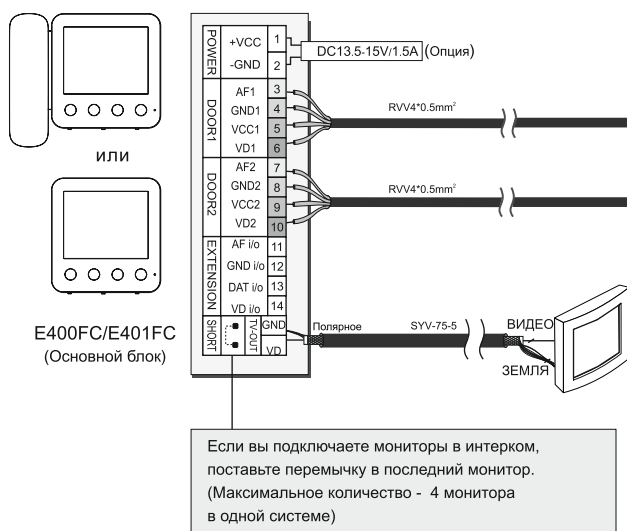 POWER
+VCC 1
-GND 2
DC13.5-15V/1.5A (Опция)
DOOR1
AF1 3
GND1 4
VCC1 5
VD1 6
RVV4*0.5mm²
или
DOOR2
AF2 7
GND2 8
VCC2 9
VD2 10
RVV4*0.5mm²
EXTENSION
AF i/o 11
GND i/o 12
DAT i/o 13
VD i/o 14
SHORT
TV-OUT
GND
VD
Полярное
SYV-75-5
ВИДЕО
ЗЕМЛЯ
E400FC/E401FC
(Основной блок)
Если вы подключаете мониторы в интерком,
поставьте перемычку в последний монитор.
(Максимальное количество - 4 монитора
в одной системе)